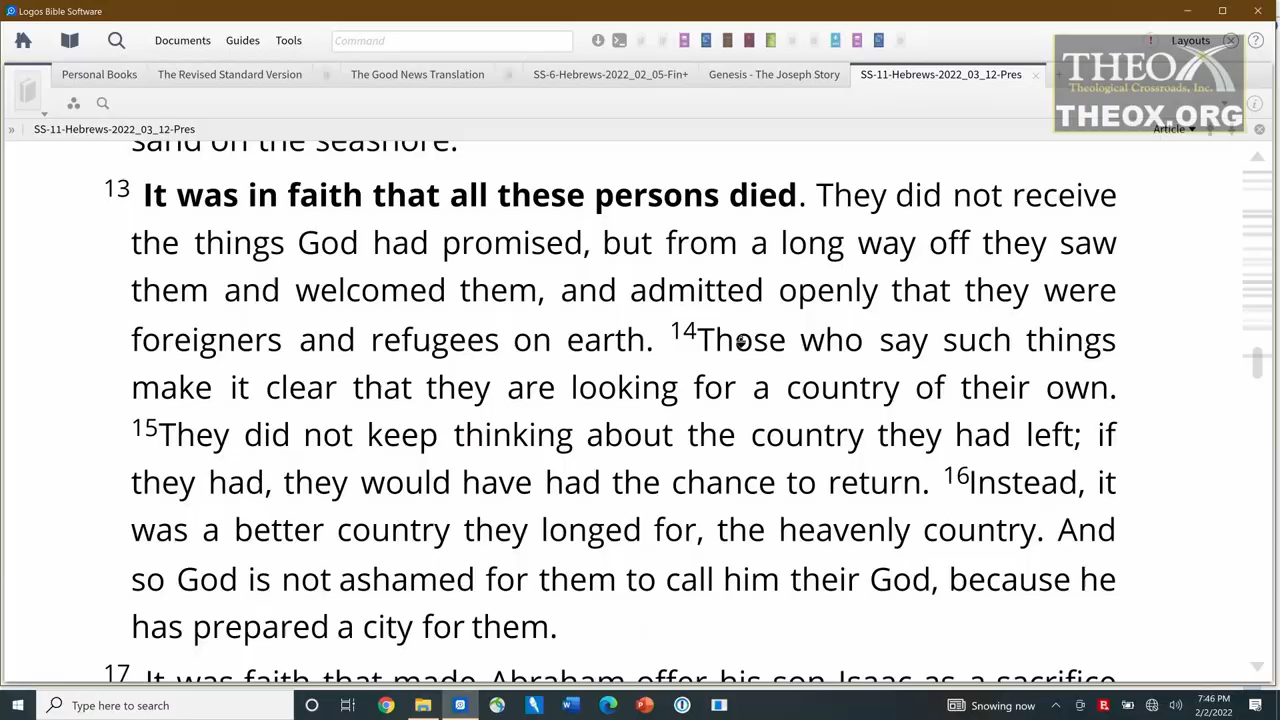 Logos Bible Software
Documents Guides Tools Command Layouts
Personal Books The Revised Standard Version The Good News Translation SS-6-Hebrews-2022_02_05-Fin+ Genesis - The Joseph Story SS-11-Hebrews-2022_03_12-Pres
THEOX
Theological Crossroads, Inc.
THEOX.ORG
SS-11-Hebrews-2022_03_12-Pres Article
sand on the seashore.
13 It was in faith that all these persons died. They did not receive
the things God had promised, but from a long way off they saw
them and welcomed them, and admitted openly that they were
foreigners and refugees on earth. 14Those who say such things
make it clear that they are looking for a country of their own.
15They did not keep thinking about the country they had left; if
they had, they would have had the chance to return. 16Instead, it
was a better country they longed for, the heavenly country. And
so God is not ashamed for them to call him their God, because he
has prepared a city for them.
17 It was faith that made Abraham offer his son Isaac as a sacrifice
Type here to search
Snowing now
7:46 PM
2/2/2022